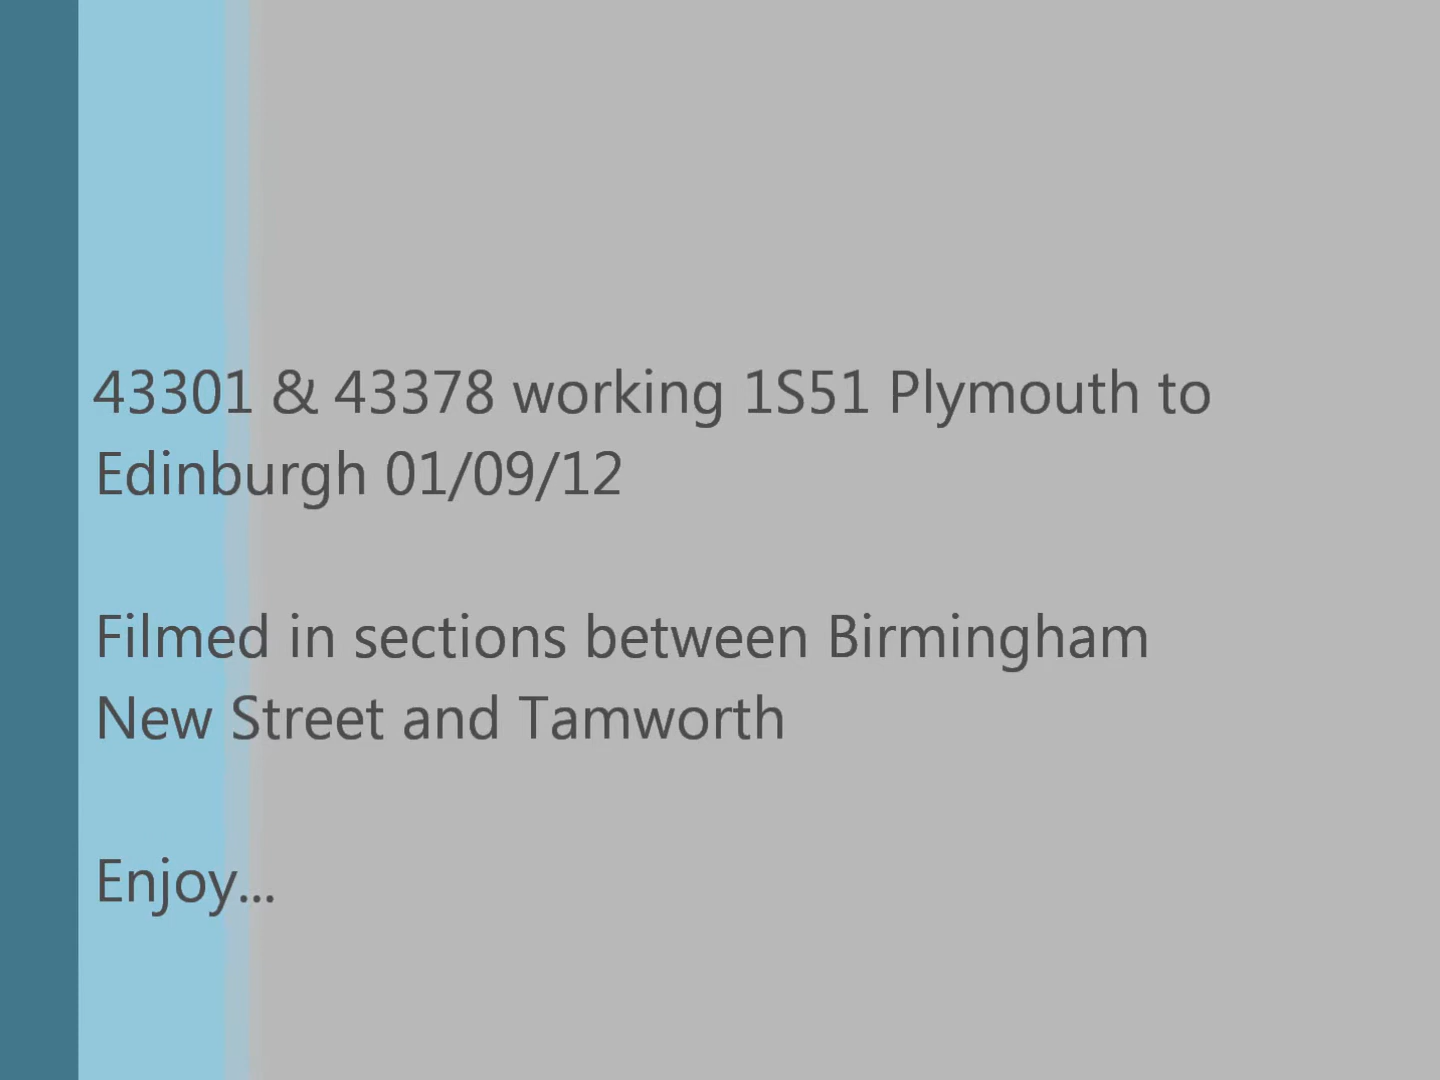 43301 & 43378 working 1S51 Plymouth to
Edinburgh 01/09/12
Filmed in sections between Birmingham
New Street and Tamworth
Enjoy...